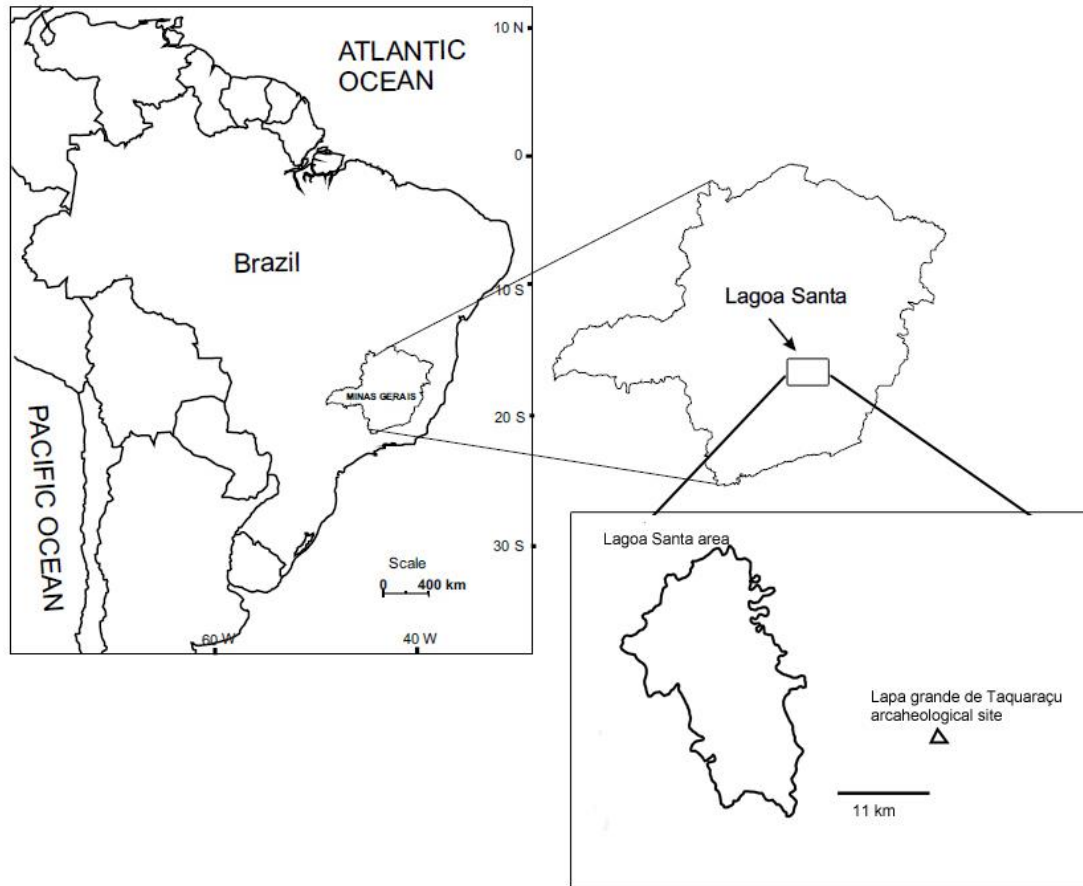 10 N
ATLANTIC
OCEAN
0
Brazil
10 S
Lagoa Santa
MINAS GERAIS
PACIFIC OCEAN
20 S
Lagoa Santa area
30 S
Scale
0 400 km
60 W
40 W
Lapa grande de Taquaraçu
arcaheological site
11 km